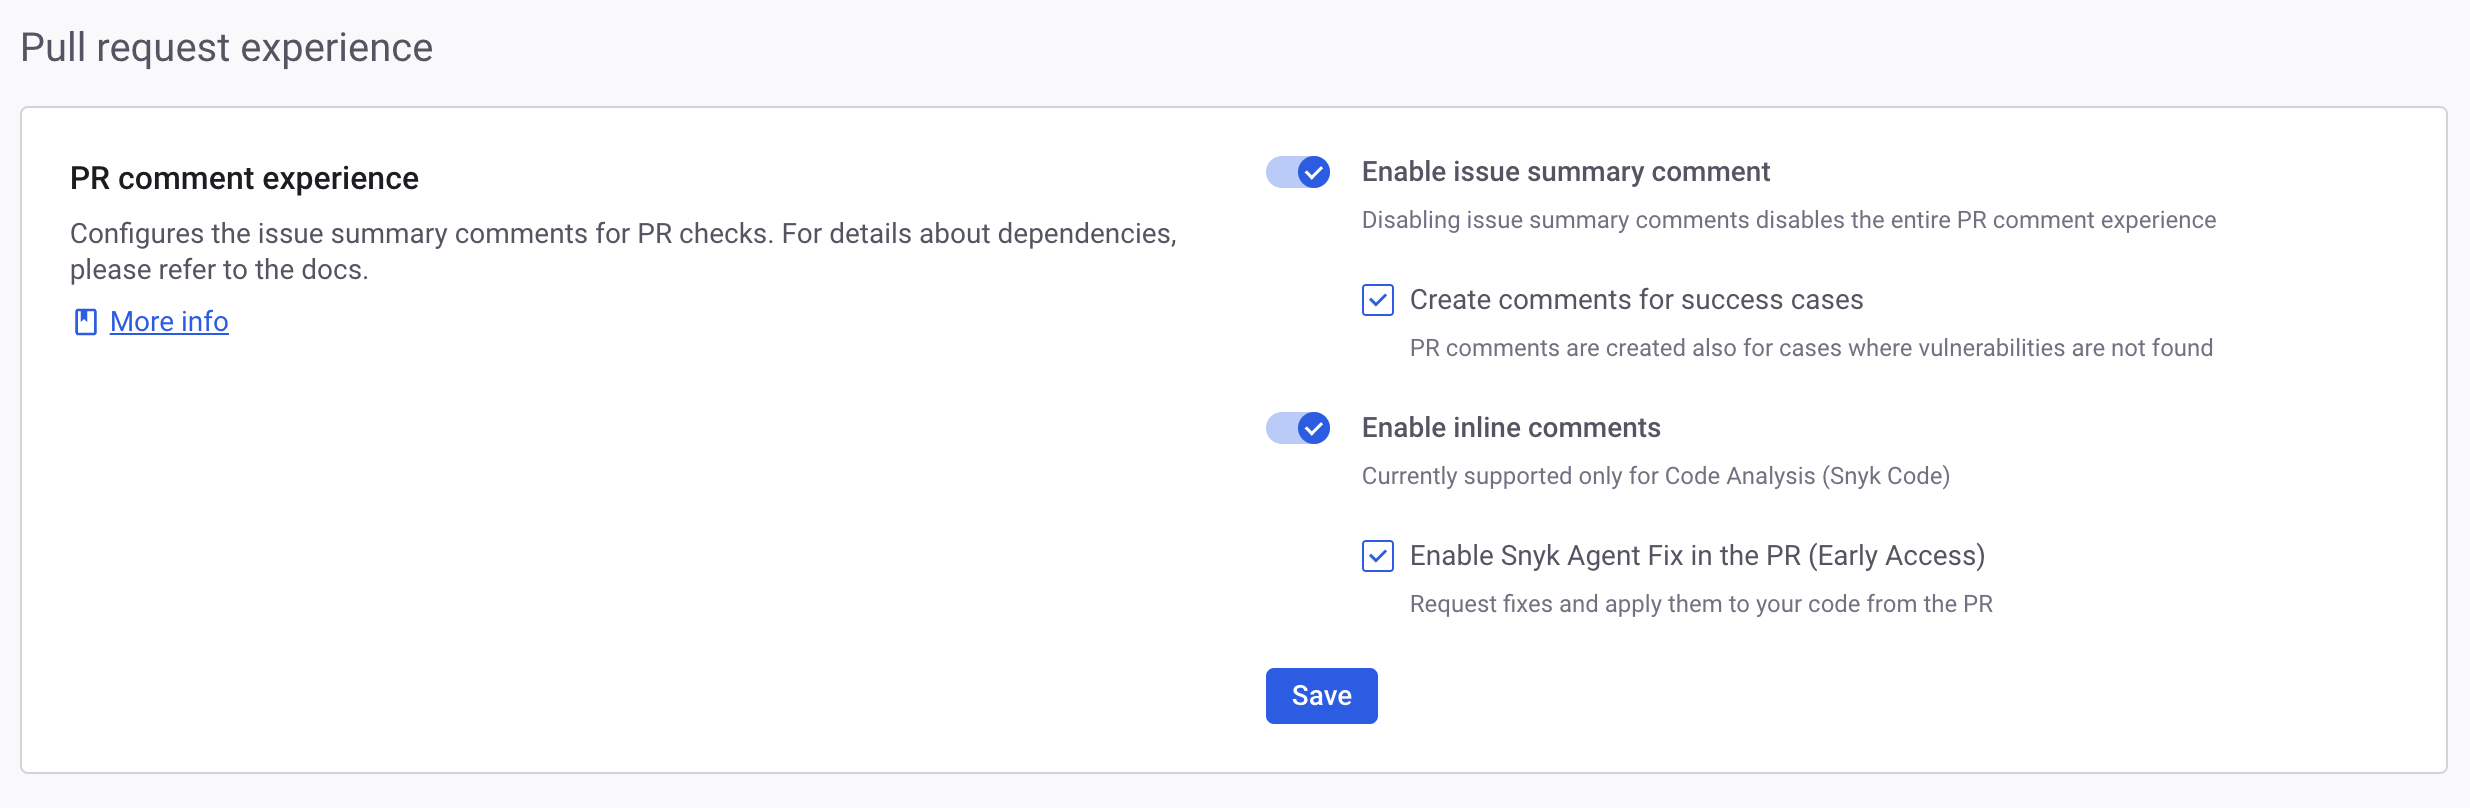 Pull request experience
PR comment experience
Configures the issue summary comments for PR checks. For details about dependencies,
please refer to the docs.
More info
Enable issue summary comment
Disabling issue summary comments disables the entire PR comment experience
Create comments for success cases
PR comments are created also for cases where vulnerabilities are not found
Enable inline comments
Currently supported only for Code Analysis (Snyk Code)
Enable Snyk Agent Fix in the PR (Early Access)
Request fixes and apply them to your code from the PR
Save